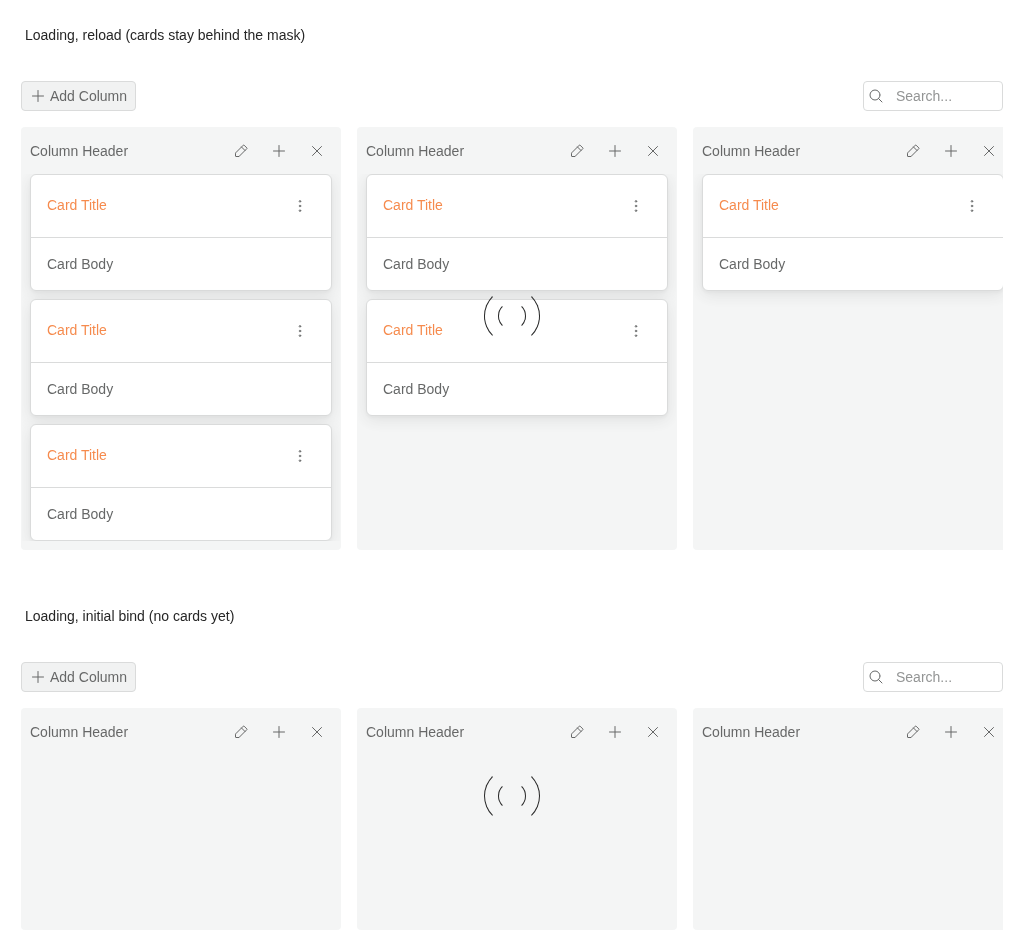 Loading, reload (cards stay behind the mask)
Add Column
Search...
Column Header
Column Header
Column Header
Card Title
Card Title
Card Title
Card Body
Card Body
Card Body
Card Title
Card Title
Card Body
Card Body
Card Title
Card Body
Loading, initial bind (no cards yet)
Add Column
Search...
Column Header
Column Header
Column Header